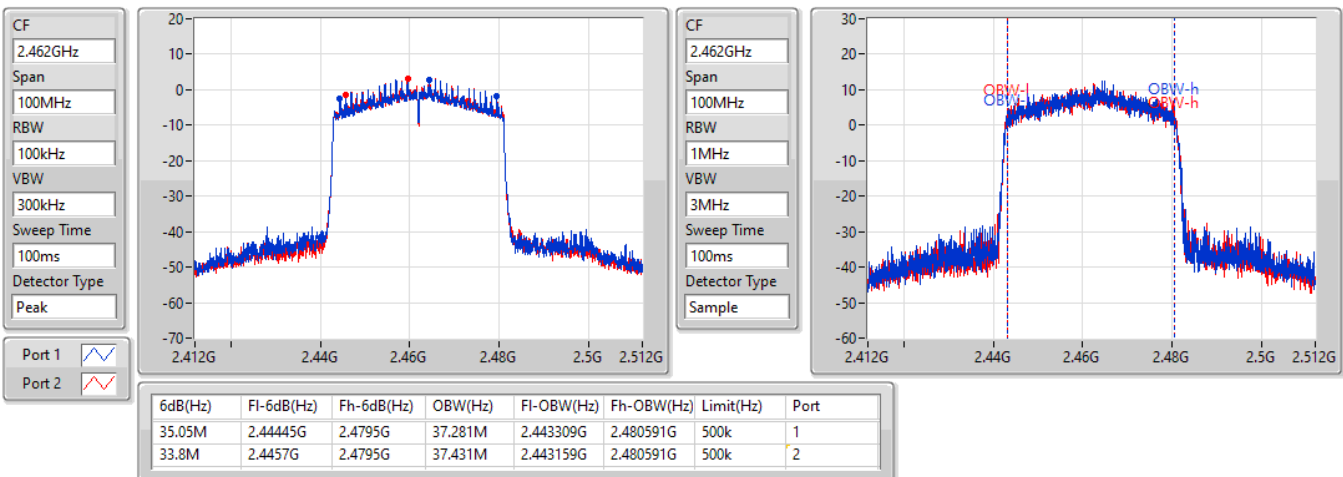 CF
2.462GHz
Span
100MHz
RBW
100kHz
VBW
300kHz
Sweep Time
100ms
Detector Type
Peak
Port 1
Port 2
20
10
0
-10
-20
-30
-40
-50
-60
-70
2.412G 2.44G 2.46G 2.48G 2.5G 2.512G
CF
2.462GHz
Span
100MHz
RBW
1MHz
VBW
3MHz
Sweep Time
100ms
Detector Type
Sample
30
20
10
0
-10
-20
-30
-40
-50
-60
OBW-l OBW-h
OBW-l OBW-h
2.412G 2.44G 2.46G 2.48G 2.5G 2.512G
6dB(Hz) Fl-6dB(Hz) Fh-6dB(Hz) OBW(Hz) Fl-OBW(Hz) Fh-OBW(Hz) Limit(Hz) Port
35.05M 2.44445G 2.4795G 37.281M 2.443309G 2.480591G 500k 1
33.8M 2.4457G 2.4795G 37.431M 2.443159G 2.480591G 500k 2